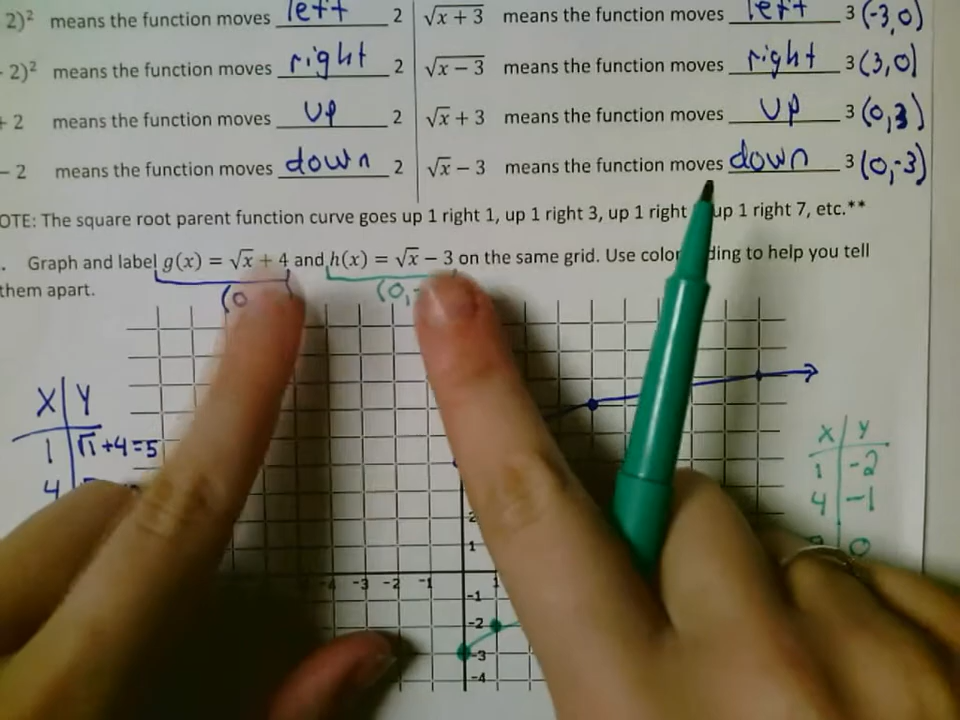 2)² means the function moves left 2 √x + 3 means the function moves left 3 (-3,0)
- 2)² means the function moves right 2 √x − 3 means the function moves right 3 (3,0)
+ 2 means the function moves up 2 √x + 3 means the function moves up 3 (0,3)
− 2 means the function moves down 2 √x − 3 means the function moves down 3 (0,-3)
OTE: The square root parent function curve goes up 1 right 1, up 1 right 3, up 1 right up 1 right 7, etc.**
. Graph and label g(x) = √x + 4 and h(x) = √x − 3 on the same grid. Use color ding to help you tell
them apart.
(0 (0,
X Y
1 √1+4=5
4
X Y
1 -2
4 -1
0
2
1
-4 -3 -2 -1 1
-1
-2
-3
-4